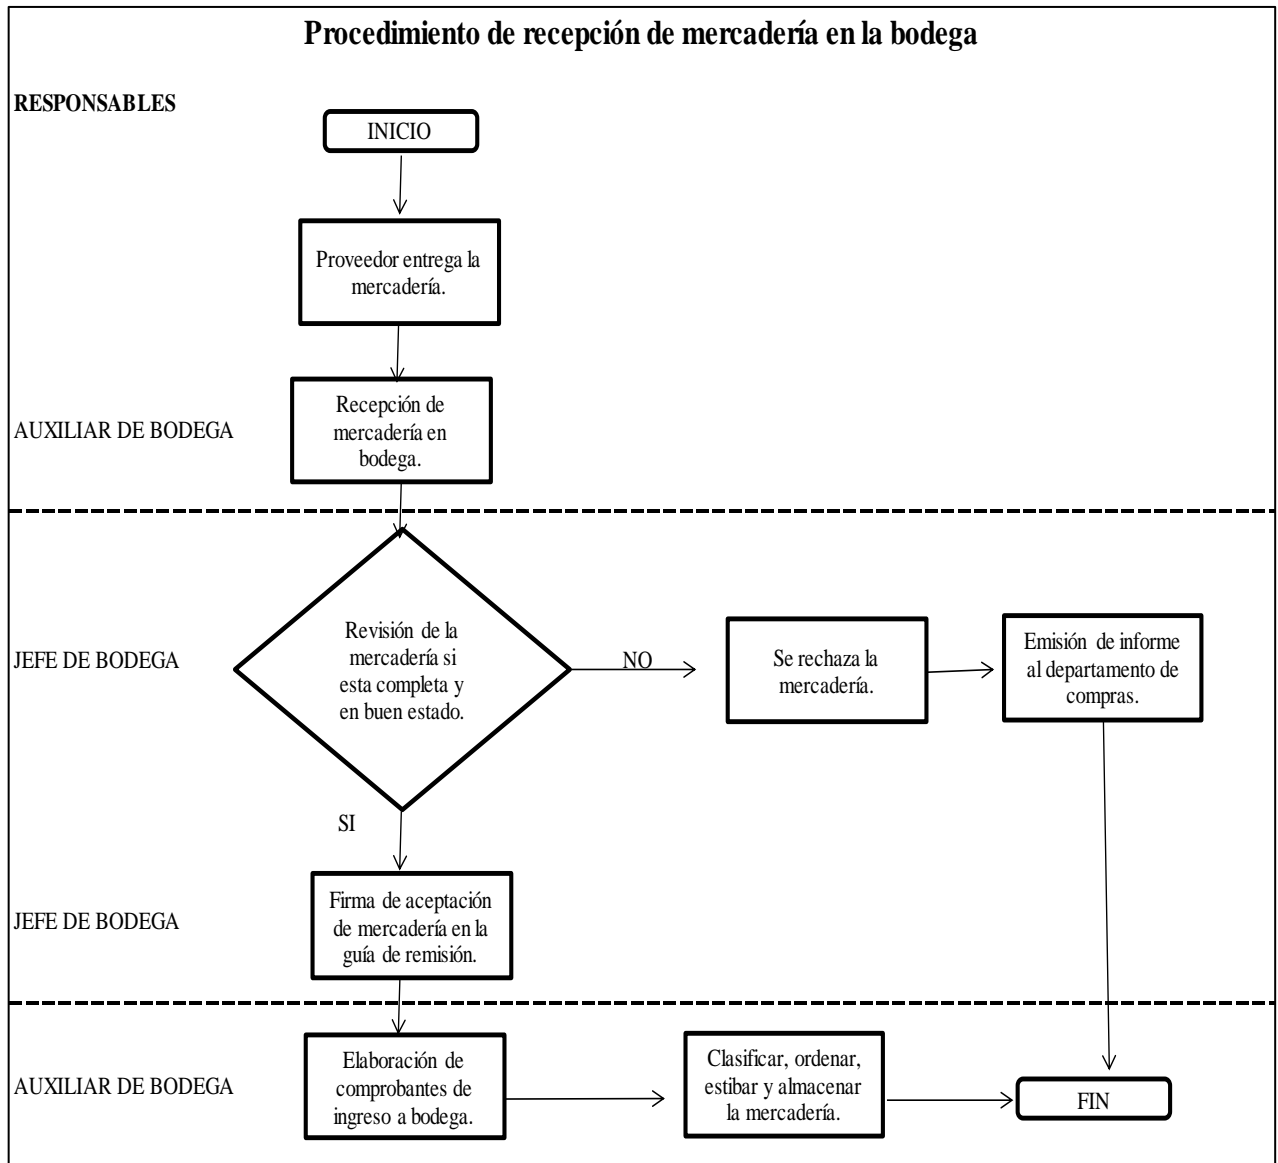 Procedimiento de recepción de mercadería en la bodega
RESPONSABLES
INICIO
Proveedor entrega la
mercadería.
AUXILIAR DE BODEGA
Recepción de
mercadería en
bodega.
JEFE DE BODEGA
Revisión de la
mercadería si
esta completa y
en buen estado.
NO
Se rechaza la
mercadería.
Emisión de informe
al departamento de
compras.
SI
JEFE DE BODEGA
Firma de aceptación
de mercadería en la
guía de remisión.
AUXILIAR DE BODEGA
Elaboración de
comprobantes de
ingreso a bodega.
Clasificar, ordenar,
estibar y almacenar
la mercadería.
FIN